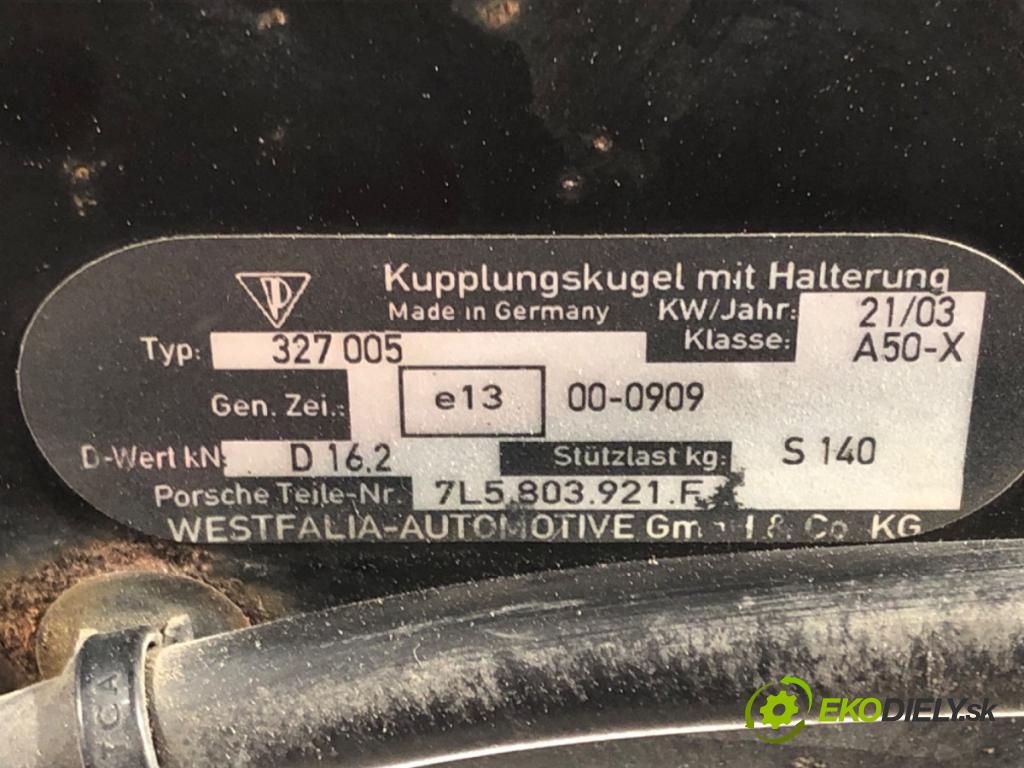 Kupplungskugel mit Halterung
Made in Germany KW/Jahr: 21/03
Typ: 327 005 Klasse: A50-X
Gen. Zei.: e13 00-0909
D-Wert kN: D 16.2 Stützlast kg: S 140
Porsche Teile-Nr. 7L5.803.921.F
WESTFALIA-AUTOMOTIVE & Co KG
ICA
EKODIELY.sk